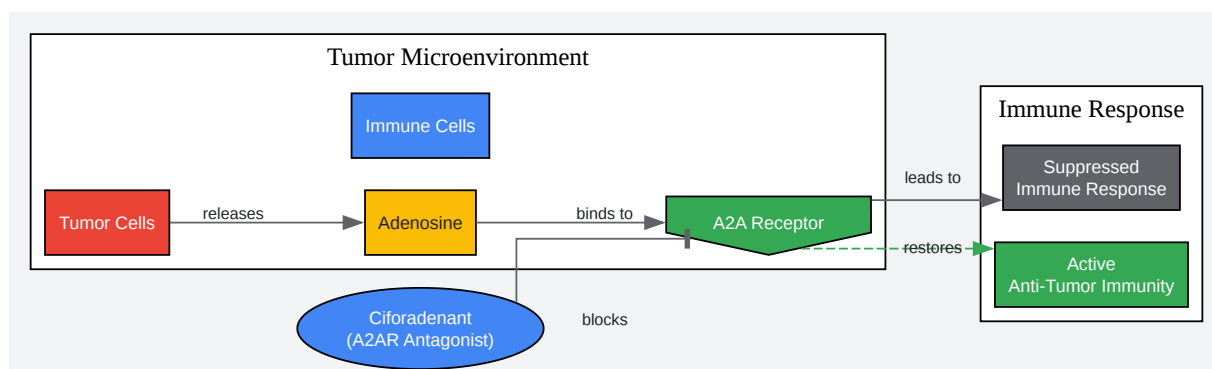 Tumor Microenvironment
Immune Cells
Tumor Cells
releases
Adenosine
binds to
A2A Receptor
leads to
Immune Response
Suppressed
Immune Response
restores
Active
Anti-Tumor Immunity
Ciforadenant
(A2AR Antagonist)
blocks